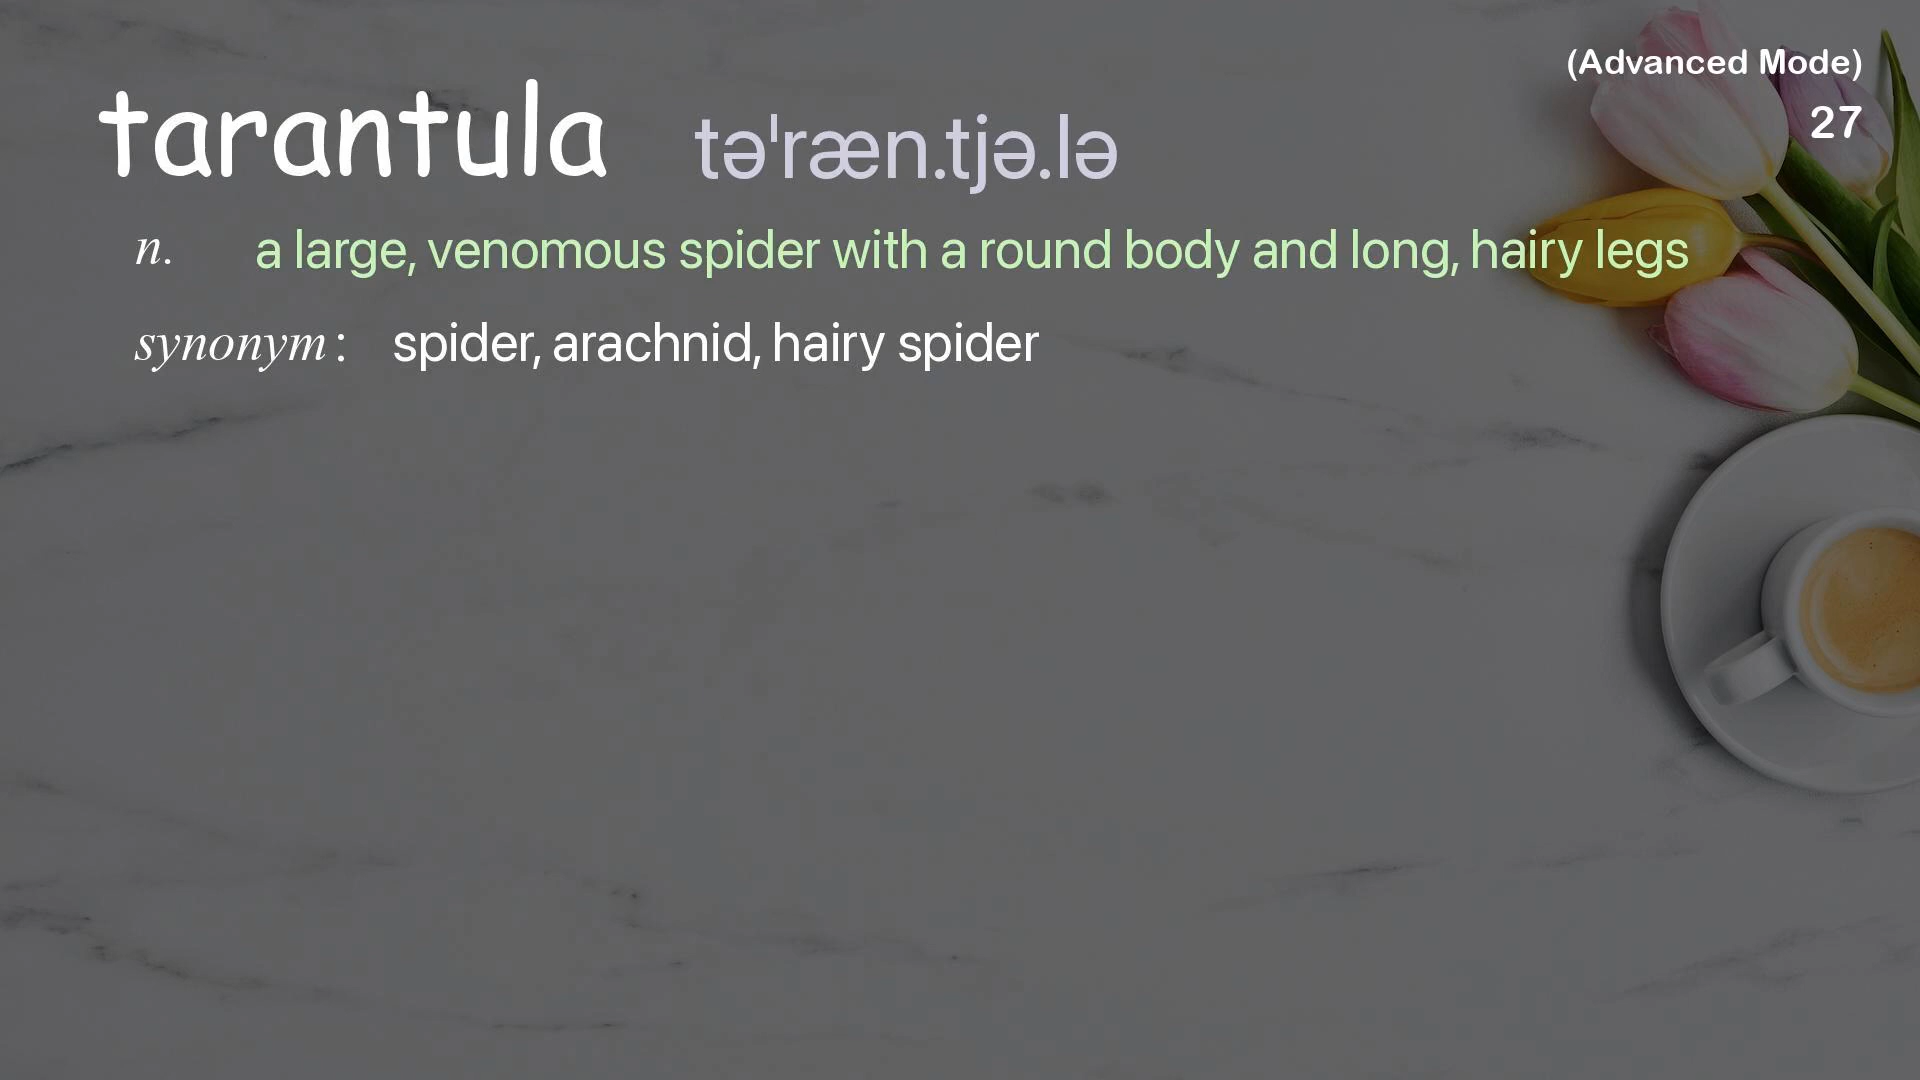 (Advanced Mode)
27
tarantula təˈræn.tjə.lə
n. a large, venomous spider with a round body and long, hairy legs
synonym: spider, arachnid, hairy spider